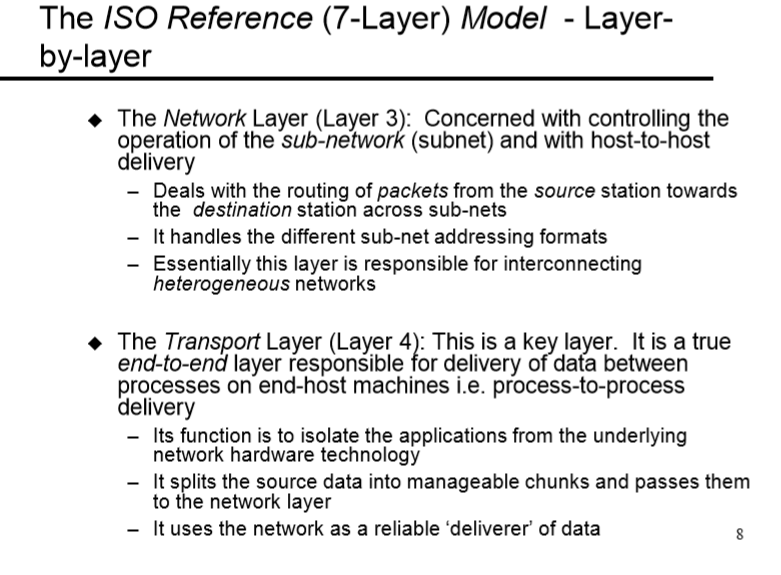 The ISO Reference (7-Layer) Model - Layer-
by-layer
◆ The Network Layer (Layer 3): Concerned with controlling the
operation of the sub-network (subnet) and with host-to-host
delivery
– Deals with the routing of packets from the source station towards
the destination station across sub-nets
– It handles the different sub-net addressing formats
– Essentially this layer is responsible for interconnecting
heterogeneous networks
◆ The Transport Layer (Layer 4): This is a key layer. It is a true
end-to-end layer responsible for delivery of data between
processes on end-host machines i.e. process-to-process
delivery
– Its function is to isolate the applications from the underlying
network hardware technology
– It splits the source data into manageable chunks and passes them
to the network layer
– It uses the network as a reliable ‘deliverer’ of data
8